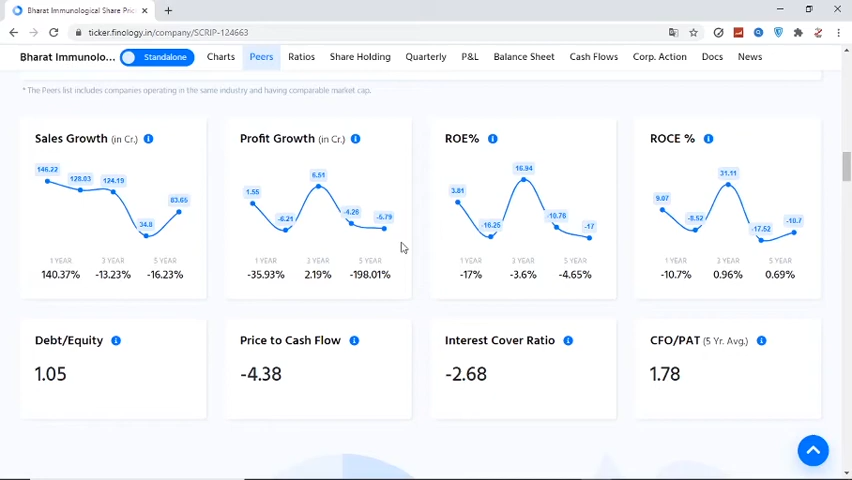 Bharat Immunological Share Pric
ticker.finology.in/company/SCRIP-124663
Bharat Immunolo...
Standalone
Charts
Peers
Ratios
Share Holding
Quarterly
P&L
Balance Sheet
Cash Flows
Corp. Action
Docs
News
* The Peers list includes companies operating in the same industry and having comparable market cap.
Sales Growth (in Cr.)
146.22
128.03
124.19
34.8
83.65
1 YEAR
3 YEAR
5 YEAR
140.37%
-13.23%
-16.23%
Profit Growth (in Cr.)
1.55
-6.21
6.51
-4.26
-5.79
1 YEAR
3 YEAR
5 YEAR
-35.93%
2.19%
-198.01%
ROE%
3.81
-16.25
16.94
-10.76
-17
1 YEAR
3 YEAR
5 YEAR
-17%
-3.6%
-4.65%
ROCE %
9.07
-8.52
31.11
-17.52
-10.7
1 YEAR
3 YEAR
5 YEAR
-10.7%
0.96%
0.69%
Debt/Equity
1.05
Price to Cash Flow
-4.38
Interest Cover Ratio
-2.68
CFO/PAT (5 Yr. Avg.)
1.78